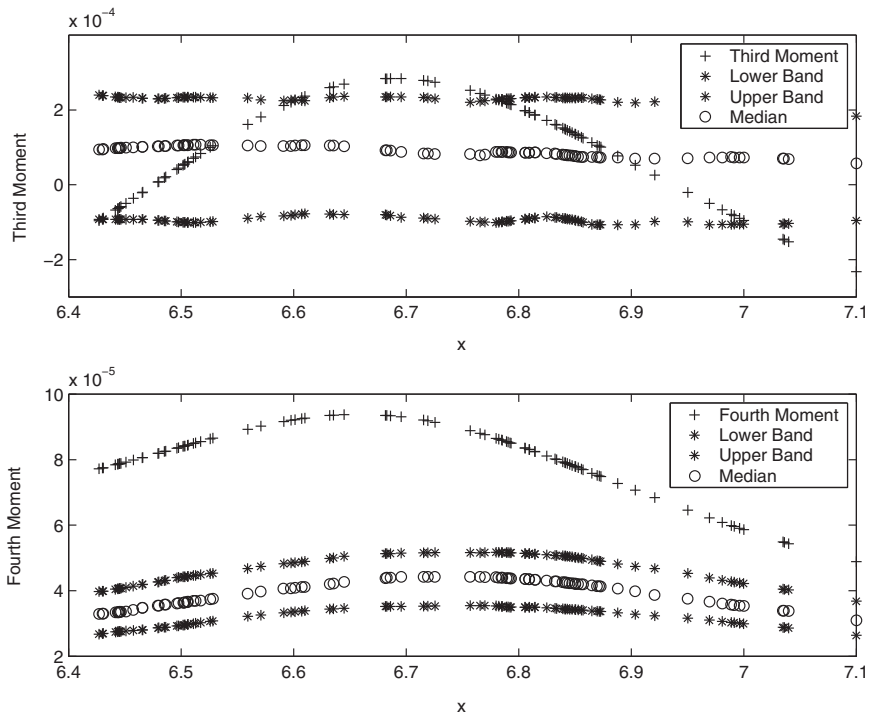 x 10−4
Third Moment
2
0
−2
Third Moment
Lower Band
Upper Band
Median
6.4 6.5 6.6 6.7 6.8 6.9 7 7.1
x
x 10−5
Fourth Moment
10
8
6
4
2
Fourth Moment
Lower Band
Upper Band
Median
6.4 6.5 6.6 6.7 6.8 6.9 7 7.1
x